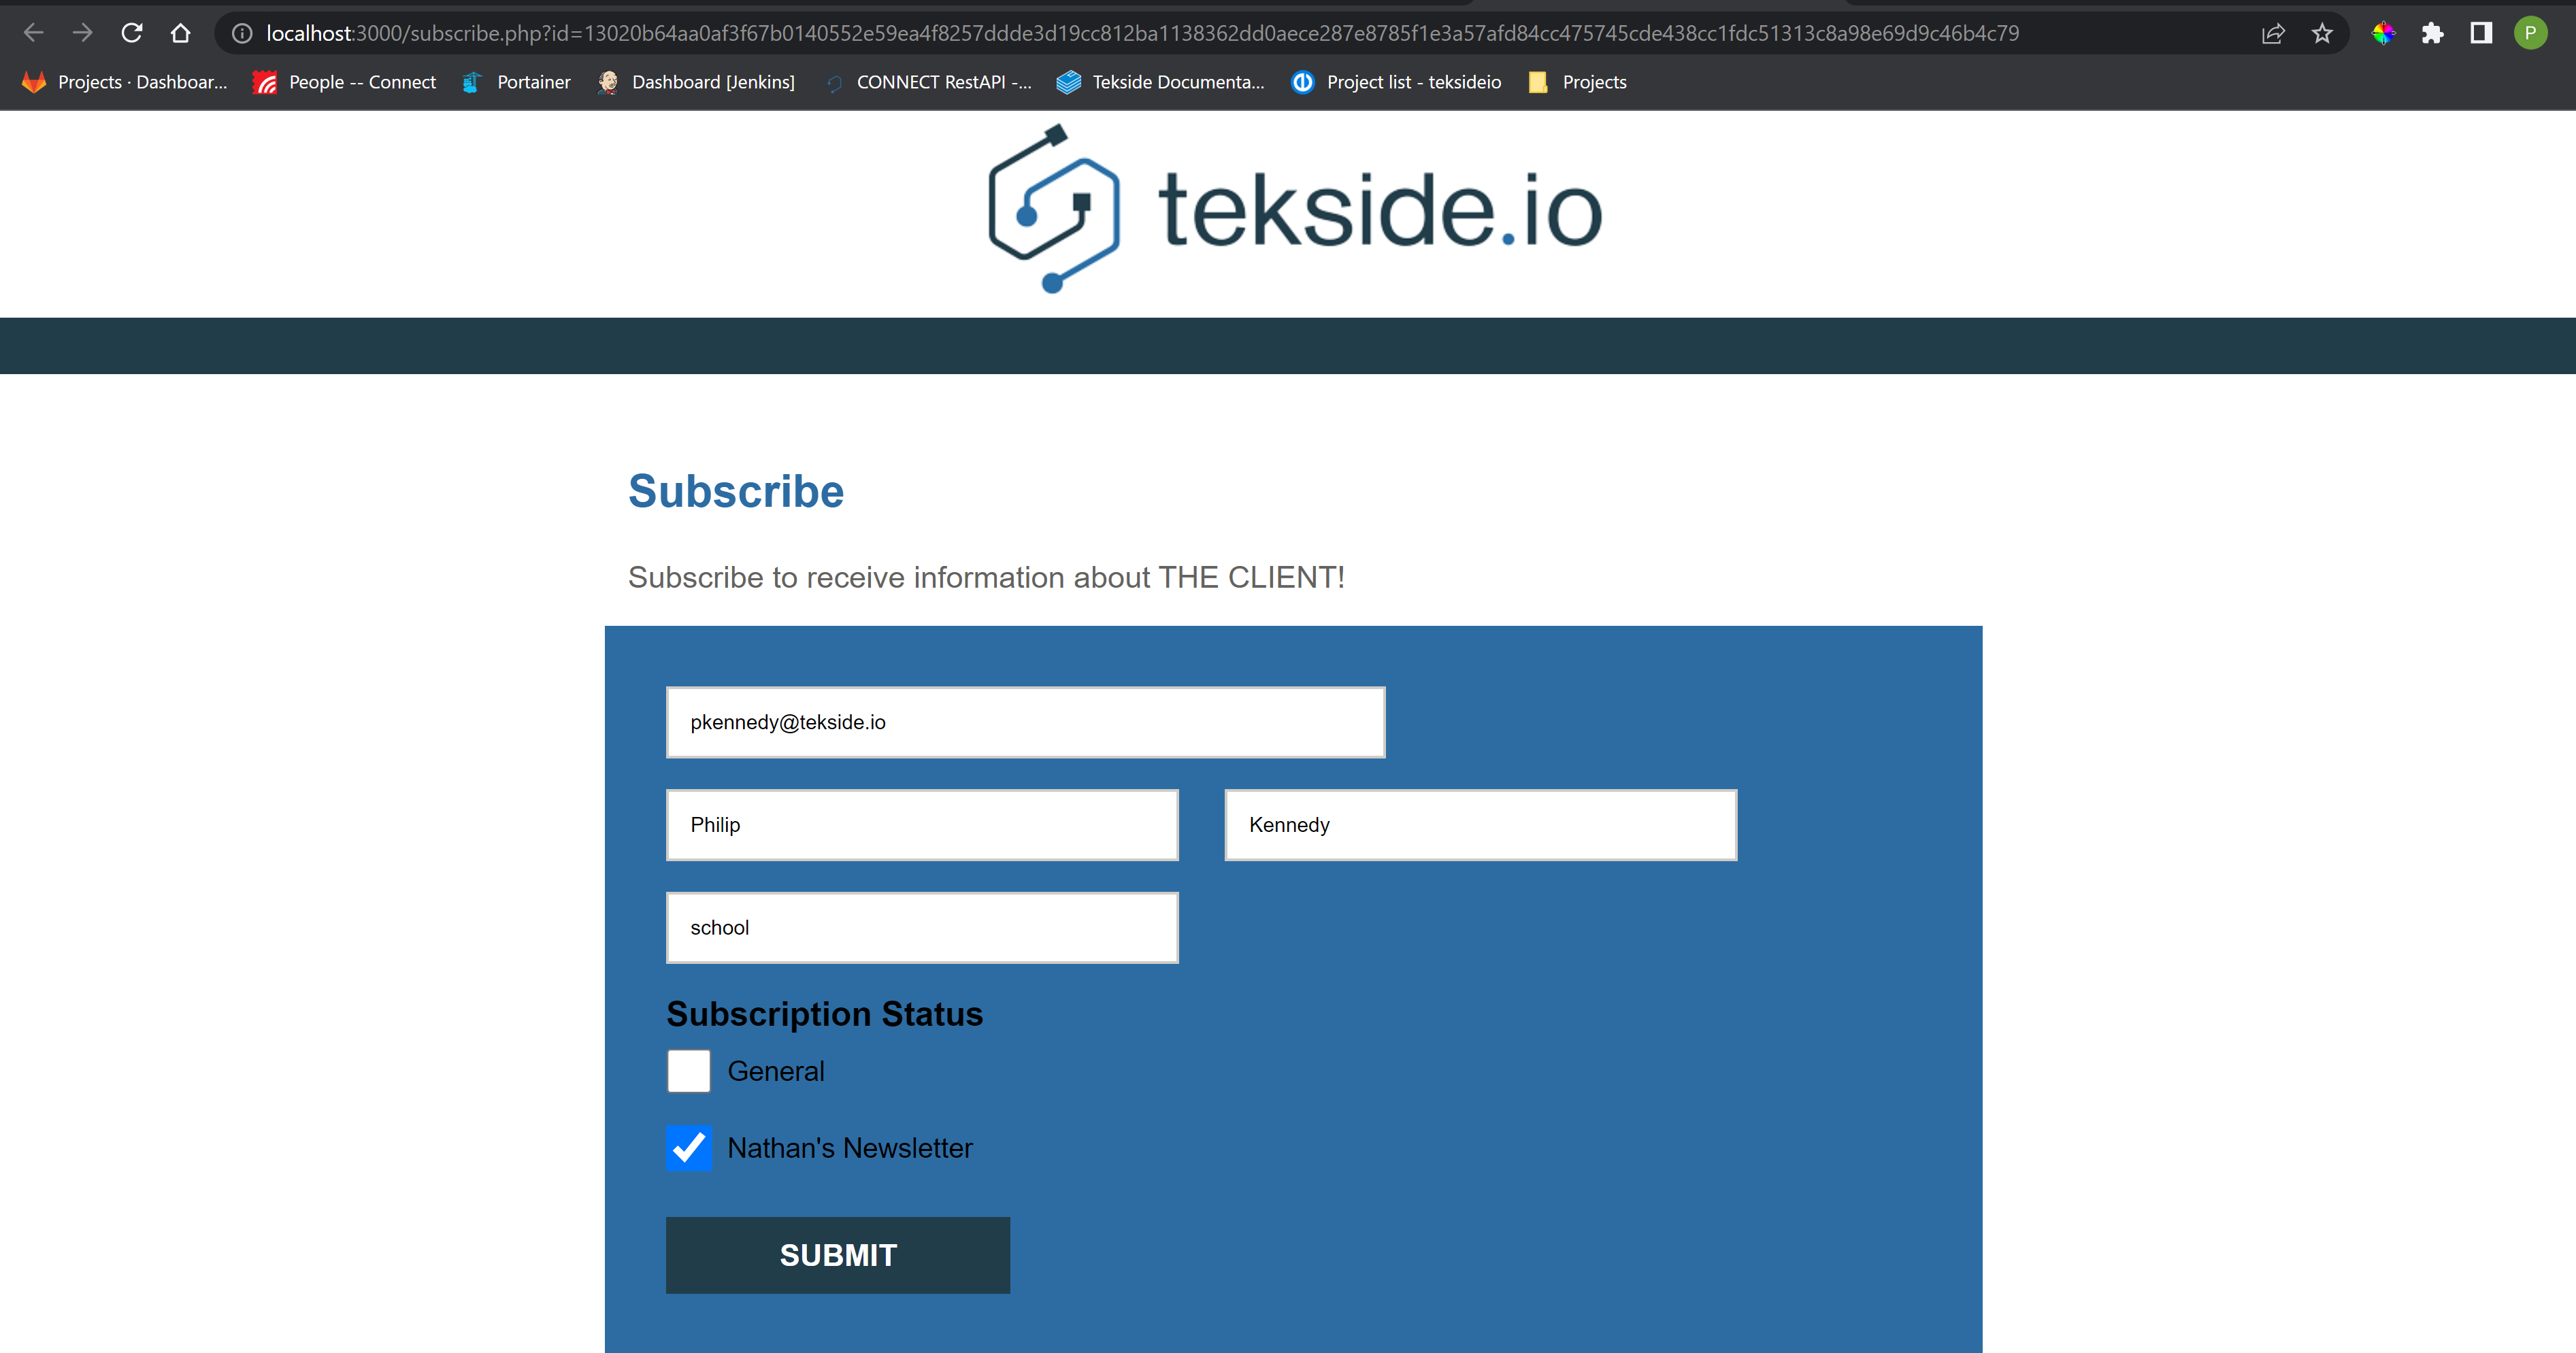 localhost:3000/subscribe.php?id=13020b64aa0af3f67b0140552e59ea4f8257ddde3d19cc812ba1138362dd0aece287e8785f1e3a57afd84cc475745cde438cc1fdc51313c8a98e69d9c46b4c79
P
Projects · Dashboar... People -- Connect Portainer Dashboard [Jenkins] CONNECT RestAPI -... Tekside Documenta... Project list - teksideio Projects
tekside.io
Subscribe
Subscribe to receive information about THE CLIENT!
pkennedy@tekside.io
Philip Kennedy
school
Subscription Status
General
Nathan's Newsletter
SUBMIT